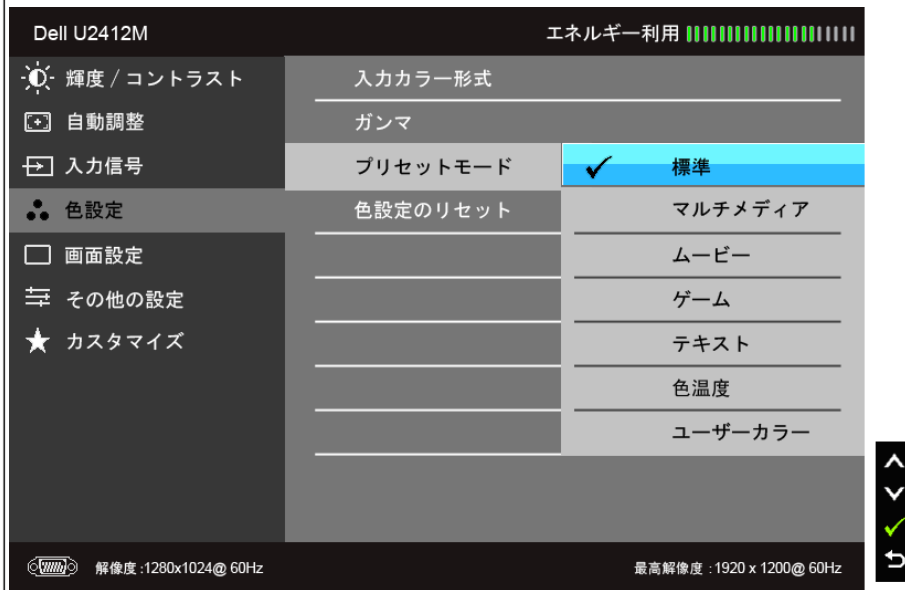 Dell U2412M
エネルギー利用
輝度 / コントラスト
自動調整
入力信号
色設定
画面設定
その他の設定
カスタマイズ
入力カラー形式
ガンマ
プリセットモード
色設定のリセット
標準
マルチメディア
ムービー
ゲーム
テキスト
色温度
ユーザーカラー
解像度 :1280x1024@ 60Hz
最高解像度 : 1920 x 1200@ 60Hz